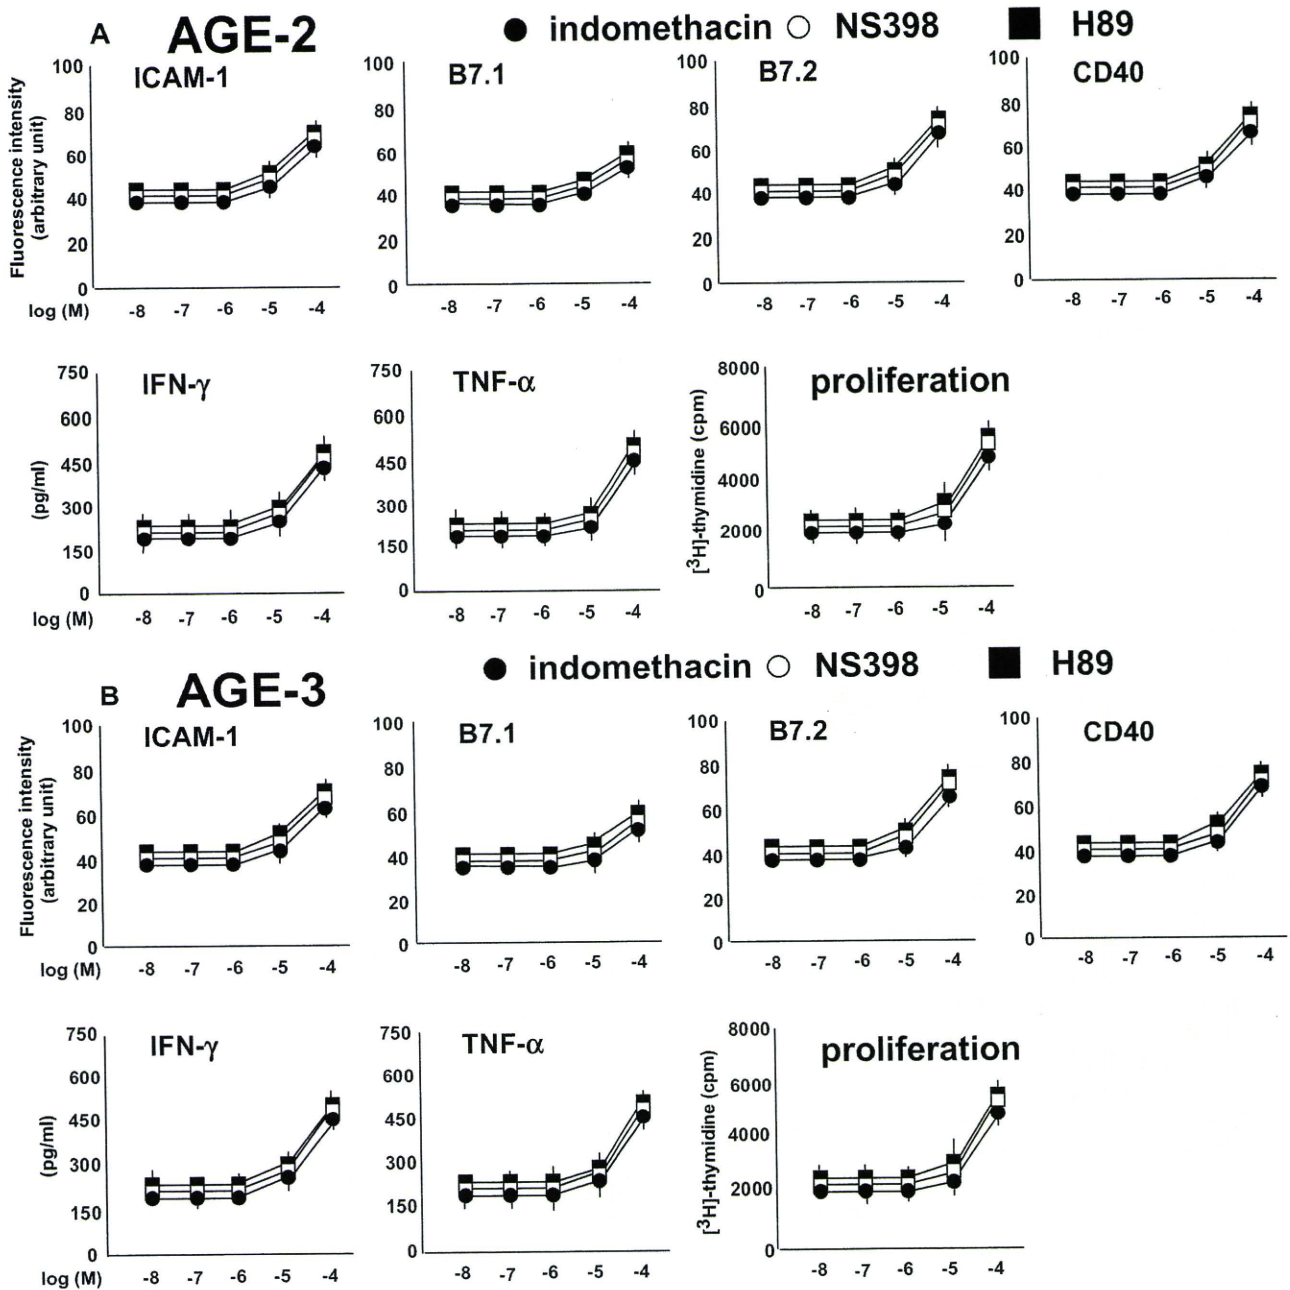 A AGE-2 ● indomethacin ○ NS398 ■ H89
ICAM-1 B7.1 B7.2 CD40
Fluorescence intensity
(arbitrary unit)
100 80 60 40 20 0
100 80 60 40 20 0
100 80 60 40 20 0
100 80 60 40 20 0
log (M) -8 -7 -6 -5 -4 -8 -7 -6 -5 -4 -8 -7 -6 -5 -4 -8 -7 -6 -5 -4
IFN-γ TNF-α proliferation
(pg/ml)
750 600 450 300 150 0
750 600 450 300 150 0
[³H]-thymidine (cpm)
8000 6000 4000 2000 0
log (M) -8 -7 -6 -5 -4 -8 -7 -6 -5 -4 -8 -7 -6 -5 -4
B AGE-3 ● indomethacin ○ NS398 ■ H89
ICAM-1 B7.1 B7.2 CD40
Fluorescence intensity
(arbitrary unit)
100 80 60 40 20 0
100 80 60 40 20 0
100 80 60 40 20 0
100 80 60 40 20 0
log (M) -8 -7 -6 -5 -4 -8 -7 -6 -5 -4 -8 -7 -6 -5 -4 -8 -7 -6 -5 -4
IFN-γ TNF-α proliferation
(pg/ml)
750 600 450 300 150 0
750 600 450 300 150 0
[³H]-thymidine (cpm)
8000 6000 4000 2000 0
log (M) -8 -7 -6 -5 -4 -8 -7 -6 -5 -4 -8 -7 -6 -5 -4